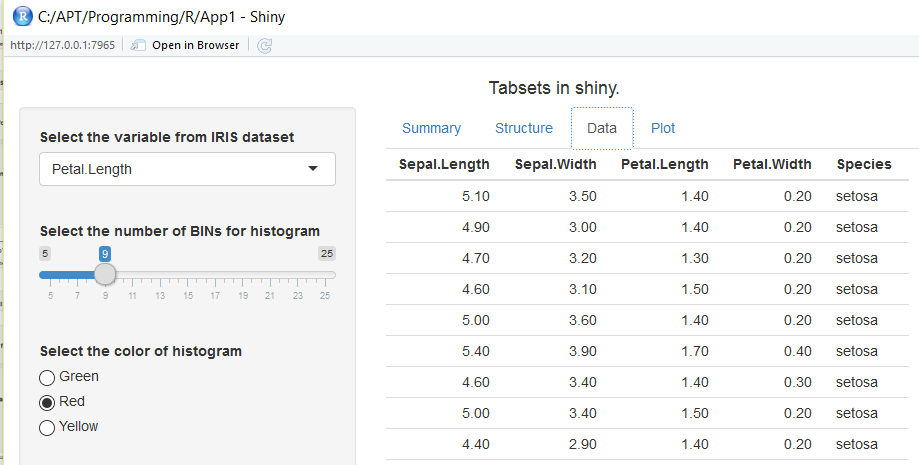 C:/APT/Programming/R/App1 - Shiny
http://127.0.0.1:7965 Open in Browser
Tabsets in shiny.
Select the variable from IRIS dataset
Petal.Length
Select the number of BINs for histogram
5 9 25
5 7 9 11 13 15 17 19 21 23 25
Select the color of histogram
Green
Red
Yellow
Summary Structure Data Plot
Sepal.Length Sepal.Width Petal.Length Petal.Width Species
5.10 3.50 1.40 0.20 setosa
4.90 3.00 1.40 0.20 setosa
4.70 3.20 1.30 0.20 setosa
4.60 3.10 1.50 0.20 setosa
5.00 3.60 1.40 0.20 setosa
5.40 3.90 1.70 0.40 setosa
4.60 3.40 1.40 0.30 setosa
5.00 3.40 1.50 0.20 setosa
4.40 2.90 1.40 0.20 setosa